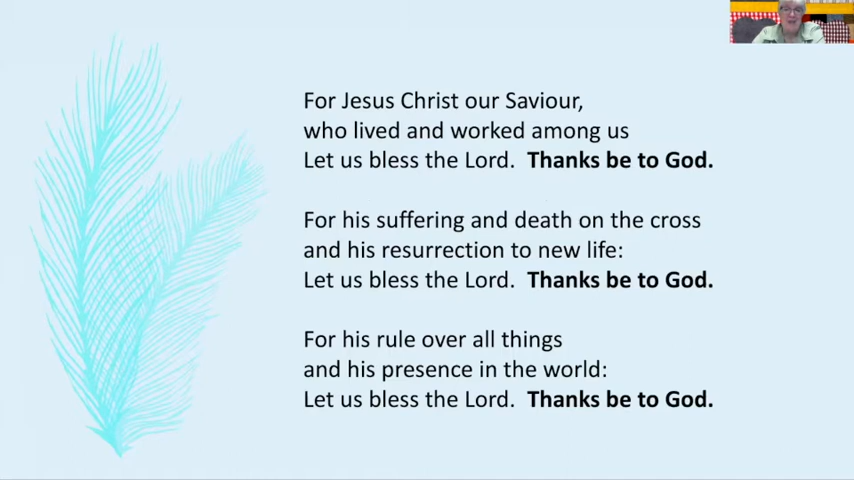 For Jesus Christ our Saviour,
who lived and worked among us
Let us bless the Lord. Thanks be to God.
For his suffering and death on the cross
and his resurrection to new life:
Let us bless the Lord. Thanks be to God.
For his rule over all things
and his presence in the world:
Let us bless the Lord. Thanks be to God.